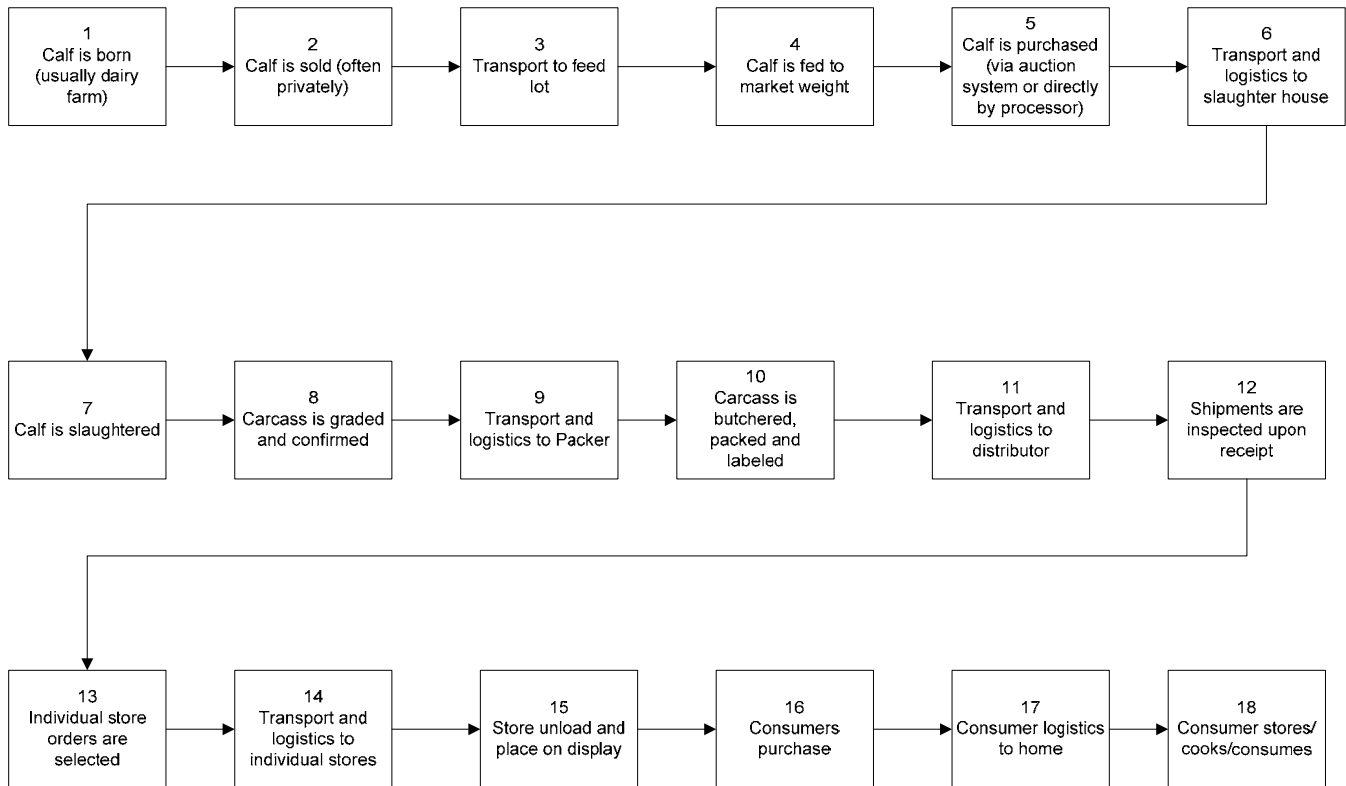 1
Calf is born
(usually dairy
farm)
2
Calf is sold (often
privately)
3
Transport to feed
lot
4
Calf is fed to
market weight
5
Calf is purchased
(via auction
system or directly
by processor)
6
Transport and
logistics to
slaughter house
7
Calf is slaughtered
8
Carcass is graded
and confirmed
9
Transport and
logistics to Packer
10
Carcass is
butchered,
packed and
labeled
11
Transport and
logistics to
distributor
12
Shipments are
inspected upon
receipt
13
Individual store
orders are
selected
14
Transport and
logistics to
individual stores
15
Store unload and
place on display
16
Consumers
purchase
17
Consumer logistics
to home
18
Consumer stores/
cooks/consumes